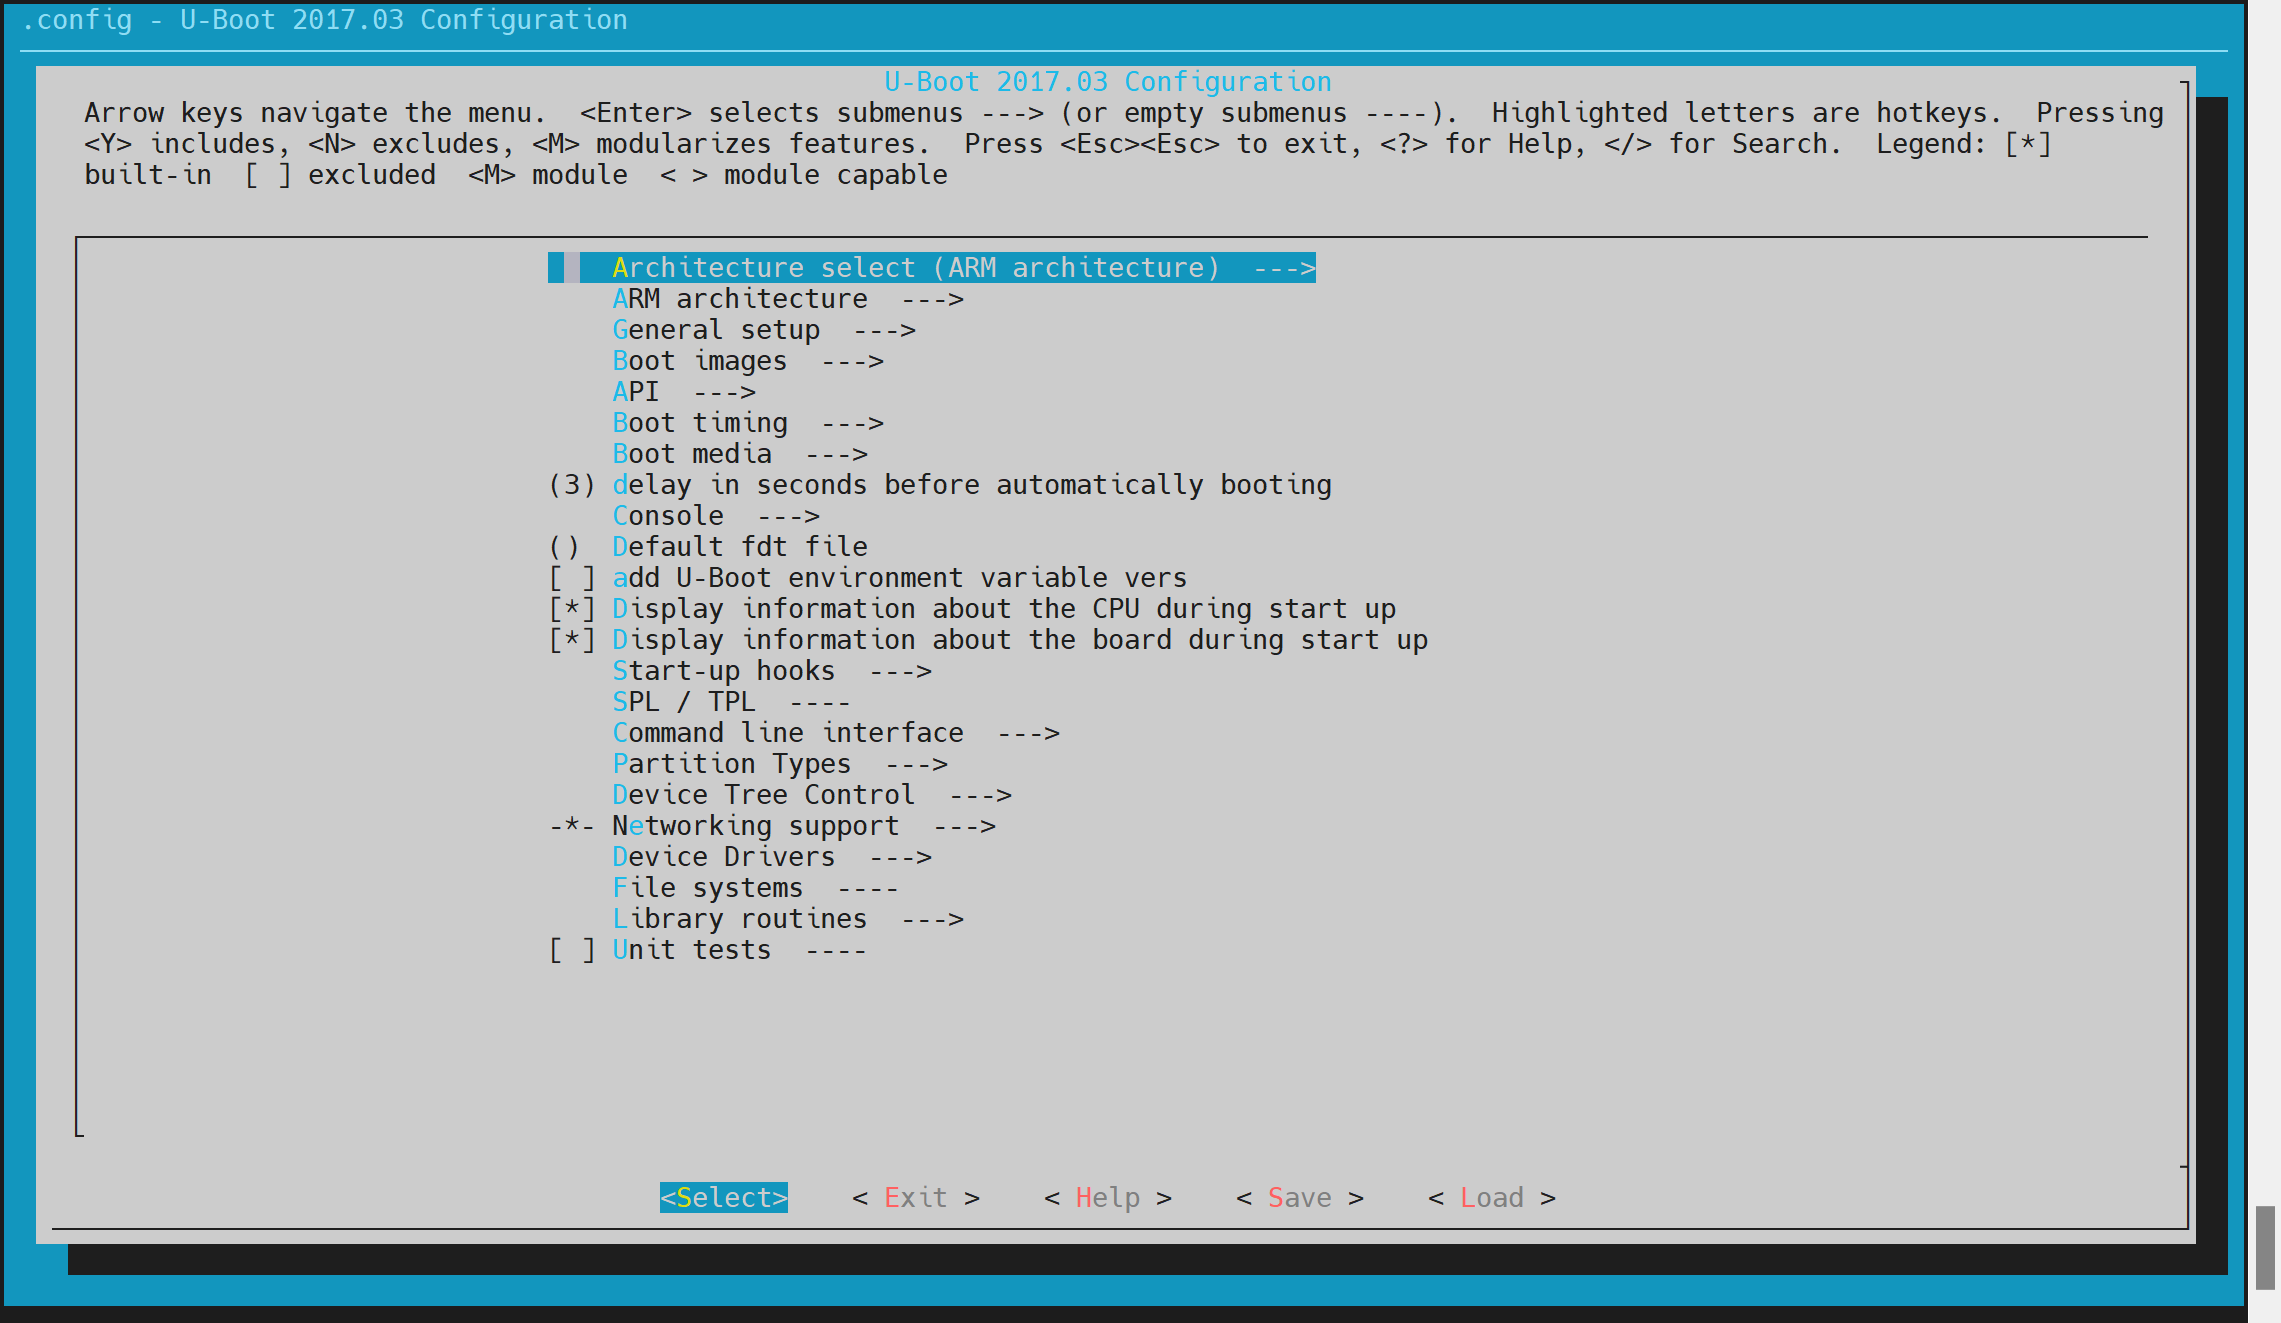 .config - U-Boot 2017.03 Configuration
U-Boot 2017.03 Configuration
Arrow keys navigate the menu.  <Enter> selects submenus ---> (or empty submenus ----).  Highlighted letters are hotkeys.  Pressing
<Y> includes, <N> excludes, <M> modularizes features.  Press <Esc><Esc> to exit, <?> for Help, </> for Search.  Legend: [*]
built-in  [ ] excluded  <M> module  < > module capable
Architecture select (ARM architecture)  --->
ARM architecture  --->
General setup  --->
Boot images  --->
API  --->
Boot timing  --->
Boot media  --->
(3) delay in seconds before automatically booting
Console  --->
()  Default fdt file
[ ] add U-Boot environment variable vers
[*] Display information about the CPU during start up
[*] Display information about the board during start up
Start-up hooks  --->
SPL / TPL  ----
Command line interface  --->
Partition Types  --->
Device Tree Control  --->
-*- Networking support  --->
Device Drivers  --->
File systems  ----
Library routines  --->
[ ] Unit tests  ----
<Select>    < Exit >    < Help >    < Save >    < Load >